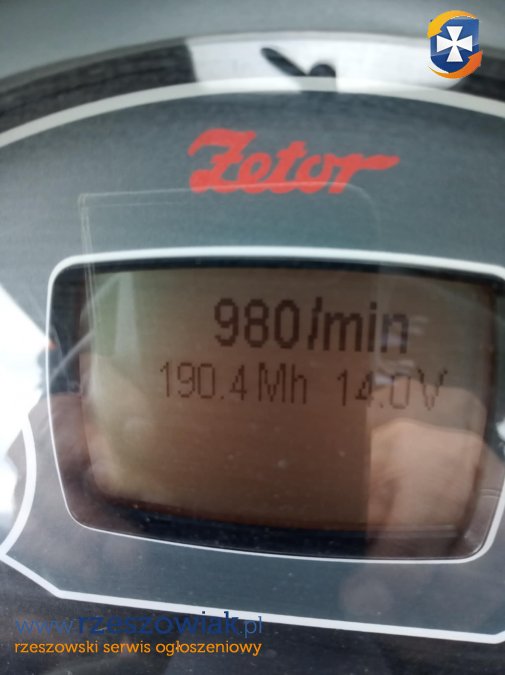 Zetor
980/min
190.4 Mh 14.0V
www.rzeszowiak.pl
rzeszowski serwis ogłoszeniowy